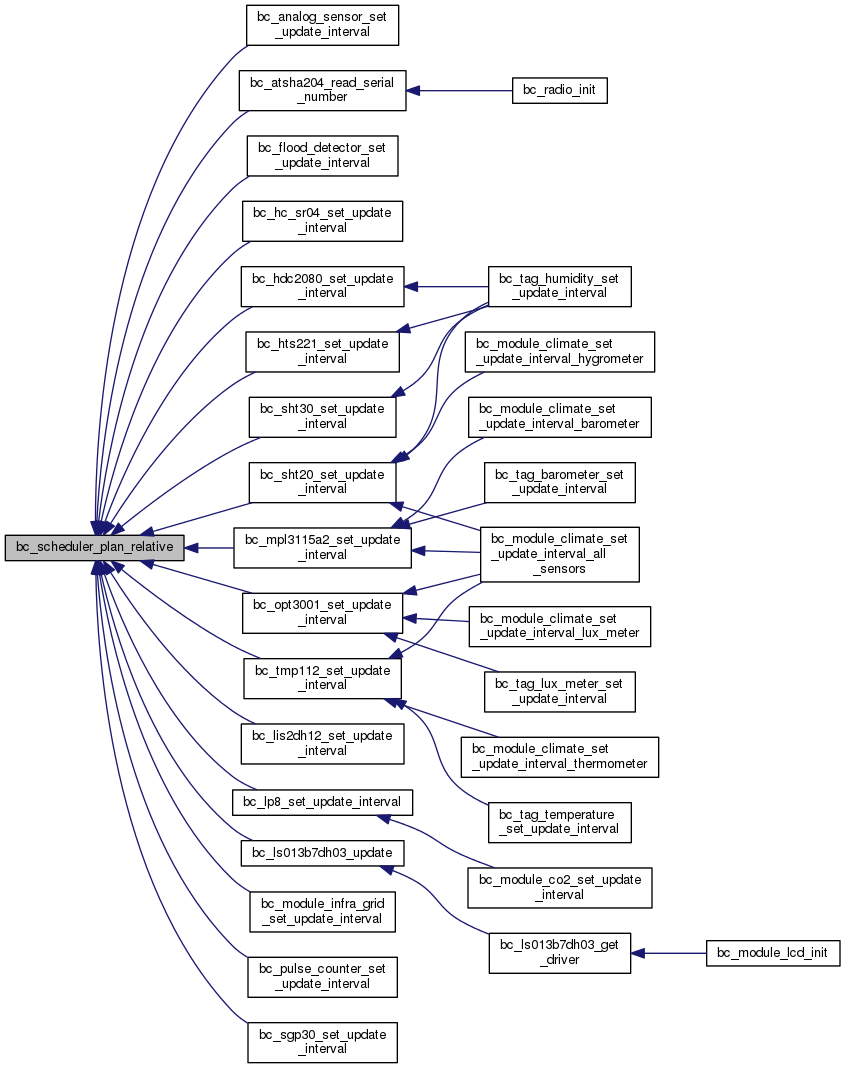 bc_scheduler_plan_relative
bc_analog_sensor_set
_update_interval
bc_atsha204_read_serial
_number
bc_radio_init
bc_flood_detector_set
_update_interval
bc_hc_sr04_set_update
_interval
bc_hdc2080_set_update
_interval
bc_tag_humidity_set
_update_interval
bc_hts221_set_update
_interval
bc_module_climate_set
_update_interval_hygrometer
bc_sht30_set_update
_interval
bc_module_climate_set
_update_interval_barometer
bc_sht20_set_update
_interval
bc_tag_barometer_set
_update_interval
bc_mpl3115a2_set_update
_interval
bc_module_climate_set
_update_interval_all
_sensors
bc_opt3001_set_update
_interval
bc_module_climate_set
_update_interval_lux_meter
bc_tmp112_set_update
_interval
bc_tag_lux_meter_set
_update_interval
bc_lis2dh12_set_update
_interval
bc_module_climate_set
_update_interval_thermometer
bc_lp8_set_update_interval
bc_tag_temperature
_set_update_interval
bc_ls013b7dh03_update
bc_module_co2_set_update
_interval
bc_module_infra_grid
_set_update_interval
bc_ls013b7dh03_get
_driver
bc_module_lcd_init
bc_pulse_counter_set
_update_interval
bc_sgp30_set_update
_interval